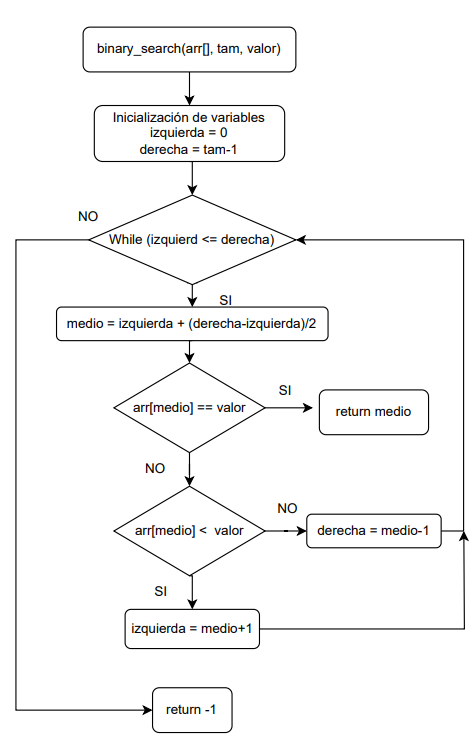 binary_search(arr[], tam, valor)
Inicialización de variables
izquierda = 0
derecha = tam-1
NO
While (izquierd <= derecha)
SI
medio = izquierda + (derecha-izquierda)/2
SI
arr[medio] == valor
return medio
NO
NO
arr[medio] < valor
derecha = medio-1
SI
izquierda = medio+1
return -1